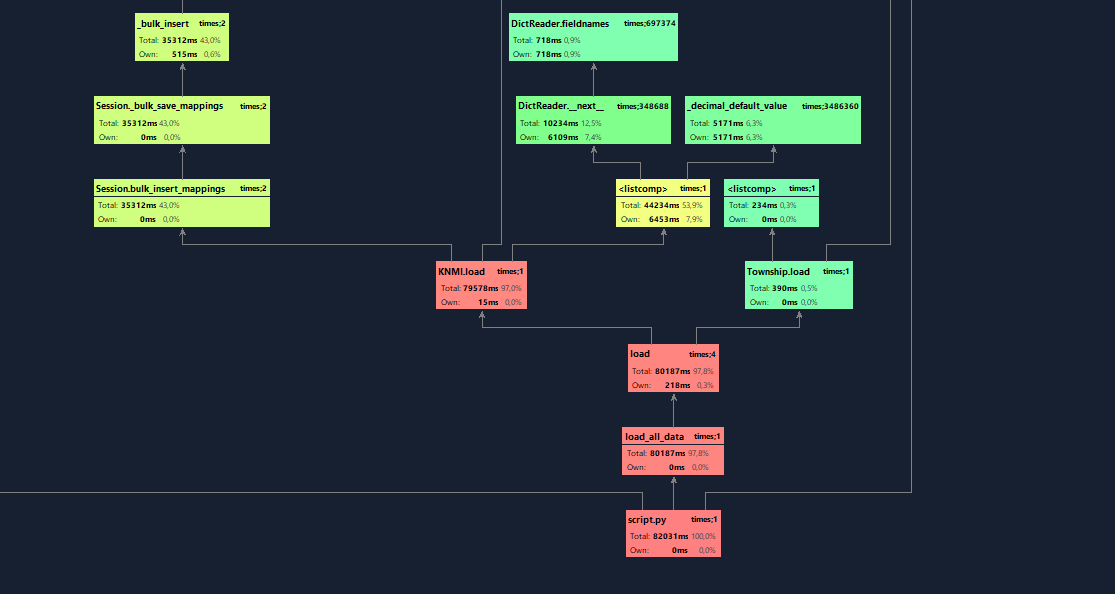 _bulk_insert times;2
Total: 35312ms 43,0%
Own: 515ms 0,6%
DictReader.fieldnames times;697374
Total: 718ms 0,9%
Own: 718ms 0,9%
Session._bulk_save_mappings times;2
Total: 35312ms 43,0%
Own: 0ms 0,0%
DictReader.__next__ times;348688
Total: 10234ms 12,5%
Own: 6109ms 7,4%
_decimal_default_value times;3486360
Total: 5171ms 6,3%
Own: 5171ms 6,3%
Session.bulk_insert_mappings times;2
Total: 35312ms 43,0%
Own: 0ms 0,0%
<listcomp> times;1
Total: 44234ms 53,9%
Own: 6453ms 7,9%
<listcomp> times;1
Total: 234ms 0,3%
Own: 0ms 0,0%
KNMI.load times;1
Total: 79578ms 97,0%
Own: 15ms 0,0%
Township.load times;1
Total: 390ms 0,5%
Own: 0ms 0,0%
load times;4
Total: 80187ms 97,8%
Own: 218ms 0,3%
load_all_data times;1
Total: 80187ms 97,8%
Own: 0ms 0,0%
script.py times;1
Total: 82031ms 100,0%
Own: 0ms 0,0%